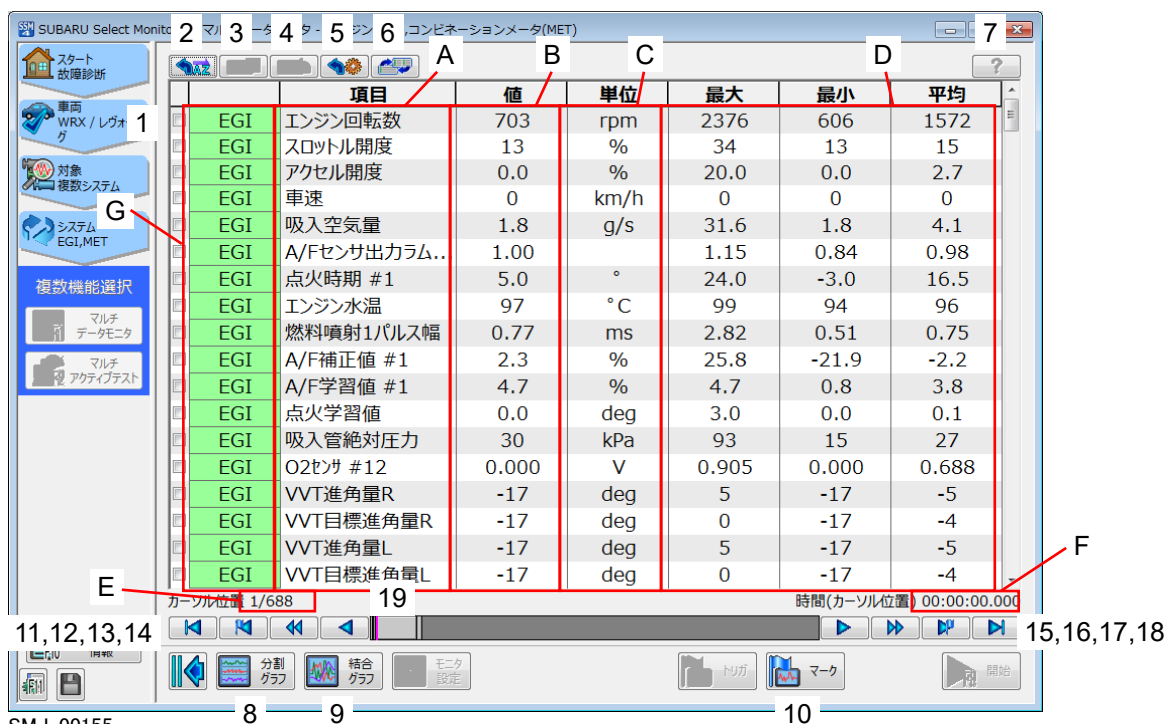 SUBARU Select Monit
2 マル 3 ータ 4 タ - 5 ジン 6 ,コンビネーションメータ(MET) 7
スタート
故障診断
車両
WRX / レヴォー
グ
1
対象
複数システム
G
システム
EGI,MET
複数機能選択
マルチ
データモニタ
マルチ
アクティブテスト
A B C D
項目 値 単位 最大 最小 平均
EGI エンジン回転数 703 rpm 2376 606 1572
EGI スロットル開度 13 % 34 13 15
EGI アクセル開度 0.0 % 20.0 0.0 2.7
EGI 車速 0 km/h 0 0 0
EGI 吸入空気量 1.8 g/s 31.6 1.8 4.1
EGI A/Fセンサ出力ラム... 1.00 1.15 0.84 0.98
EGI 点火時期 #1 5.0 ° 24.0 -3.0 16.5
EGI エンジン水温 97 °C 99 94 96
EGI 燃料噴射1パルス幅 0.77 ms 2.82 0.51 0.75
EGI A/F補正値 #1 2.3 % 25.8 -21.9 -2.2
EGI A/F学習値 #1 4.7 % 4.7 0.8 3.8
EGI 点火学習値 0.0 deg 3.0 0.0 0.1
EGI 吸入管絶対圧力 30 kPa 93 15 27
EGI O2センサ #12 0.000 V 0.905 0.000 0.688
EGI VVT進角量R -17 deg 5 -17 -5
EGI VVT目標進角量R -17 deg 0 -17 -4
EGI VVT進角量L -17 deg 5 -17 -5
EGI VVT目標進角量L -17 deg 0 -17 -4
E F
カーソル位置 1/688 19 時間(カーソル位置) 00:00:00.000
11,12,13,14 15,16,17,18
情報
分割
グラフ
結合
グラフ
モニタ
設定
トリガ
マーク
開始
8 9 10